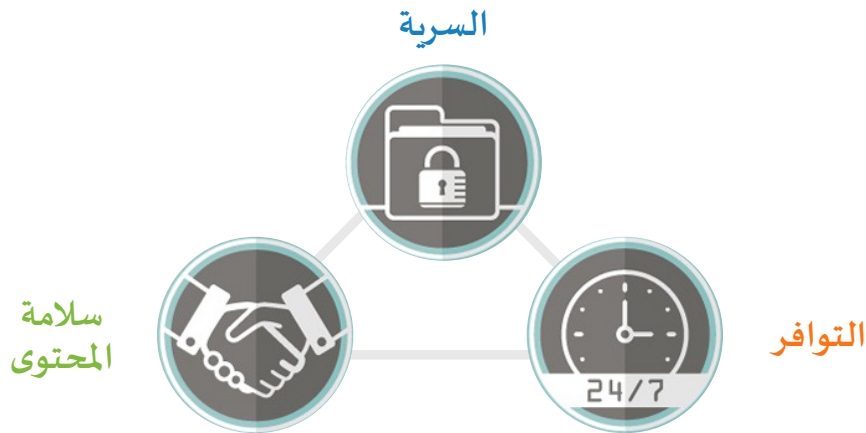 السرية
سلامة
المحتوى
التوافر
24/7